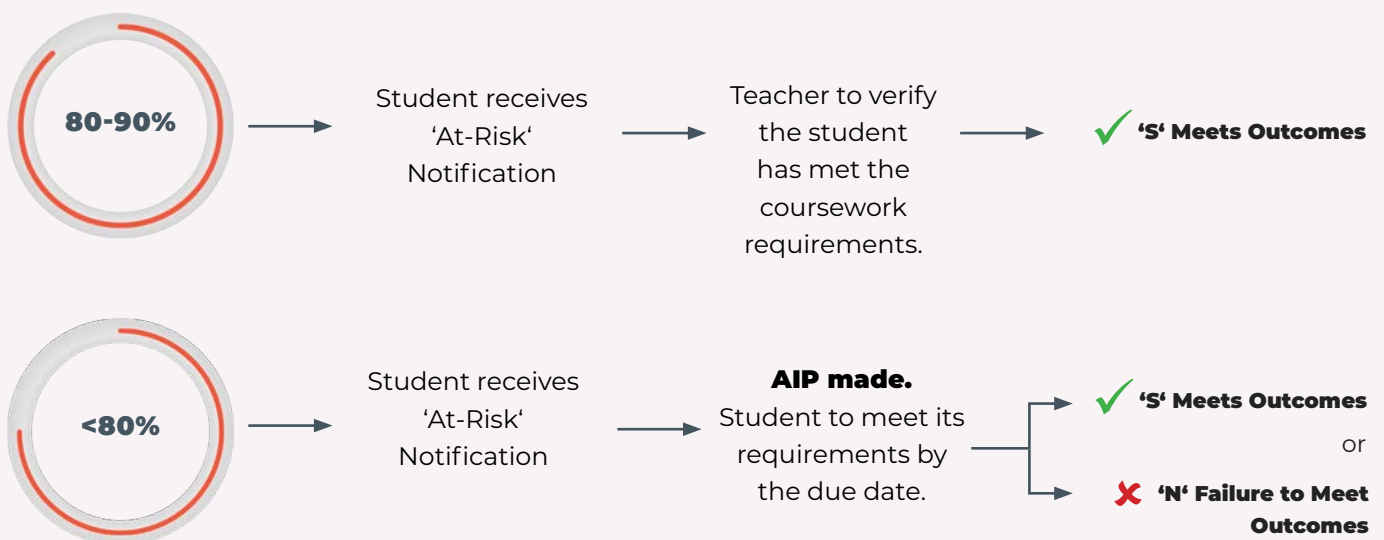 80-90%
Student receives
‘At-Risk‘
Notification
Teacher to verify
the student
has met the
coursework
requirements.
‘S‘ Meets Outcomes
<80%
Student receives
‘At-Risk‘
Notification
AIP made.
Student to meet its
requirements by
the due date.
‘S‘ Meets Outcomes
or
‘N‘ Failure to Meet
Outcomes